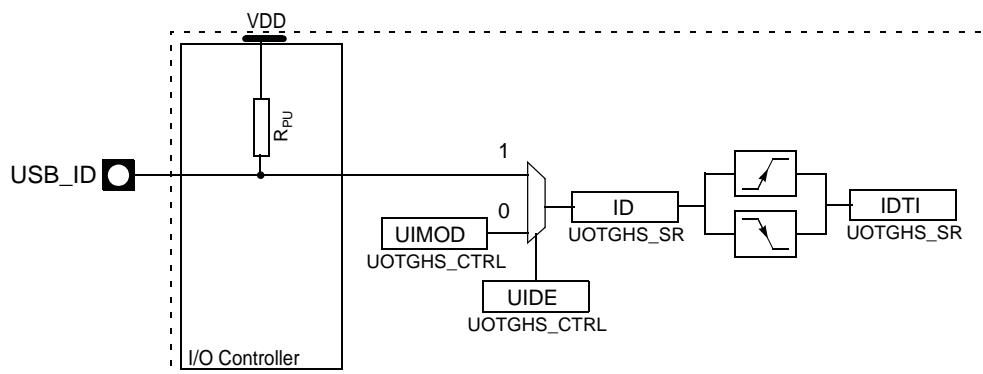 VDD
RPU
USB_ID
1
0
UIMOD
UOTGHS_CTRL
UIDE
UOTGHS_CTRL
ID
UOTGHS_SR
IDTI
UOTGHS_SR
I/O Controller